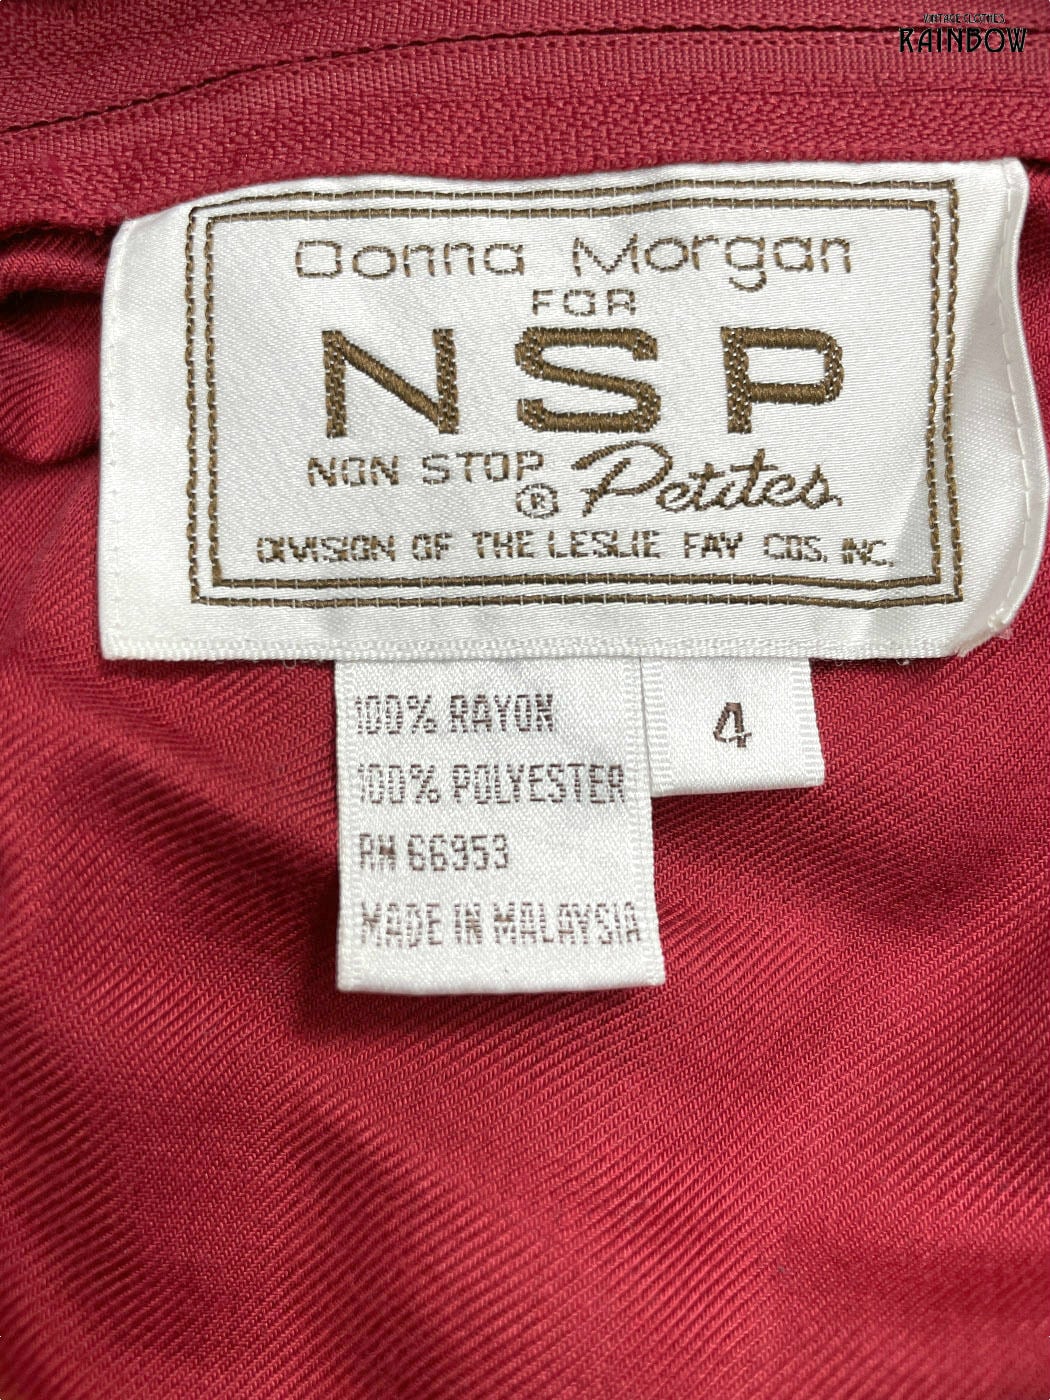 VINTAGE CLOTHES
RAINBOW
Donna Morgan
FOR
NSP
NON STOP ® Petites
DIVISION OF THE LESLIE FAY COS. INC.
100% RAYON
100% POLYESTER
RN 66953
MADE IN MALAYSIA
4